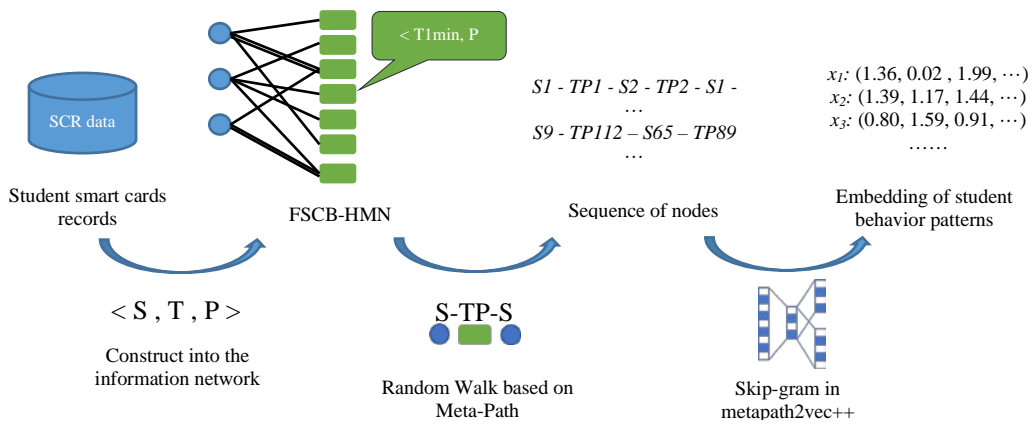 SCR data
Student smart cards
records
< T1min, P
FSCB-HMN
S1 - TP1 - S2 - TP2 - S1 -
…
S9 - TP112 – S65 – TP89
…
Sequence of nodes
x1: (1.36, 0.02 , 1.99, ⋯)
x2: (1.39, 1.17, 1.44, ⋯)
x3: (0.80, 1.59, 0.91, ⋯)
……
Embedding of student
behavior patterns
< S , T , P >
Construct into the
information network
S-TP-S
Random Walk based on
Meta-Path
Skip-gram in
metapath2vec++